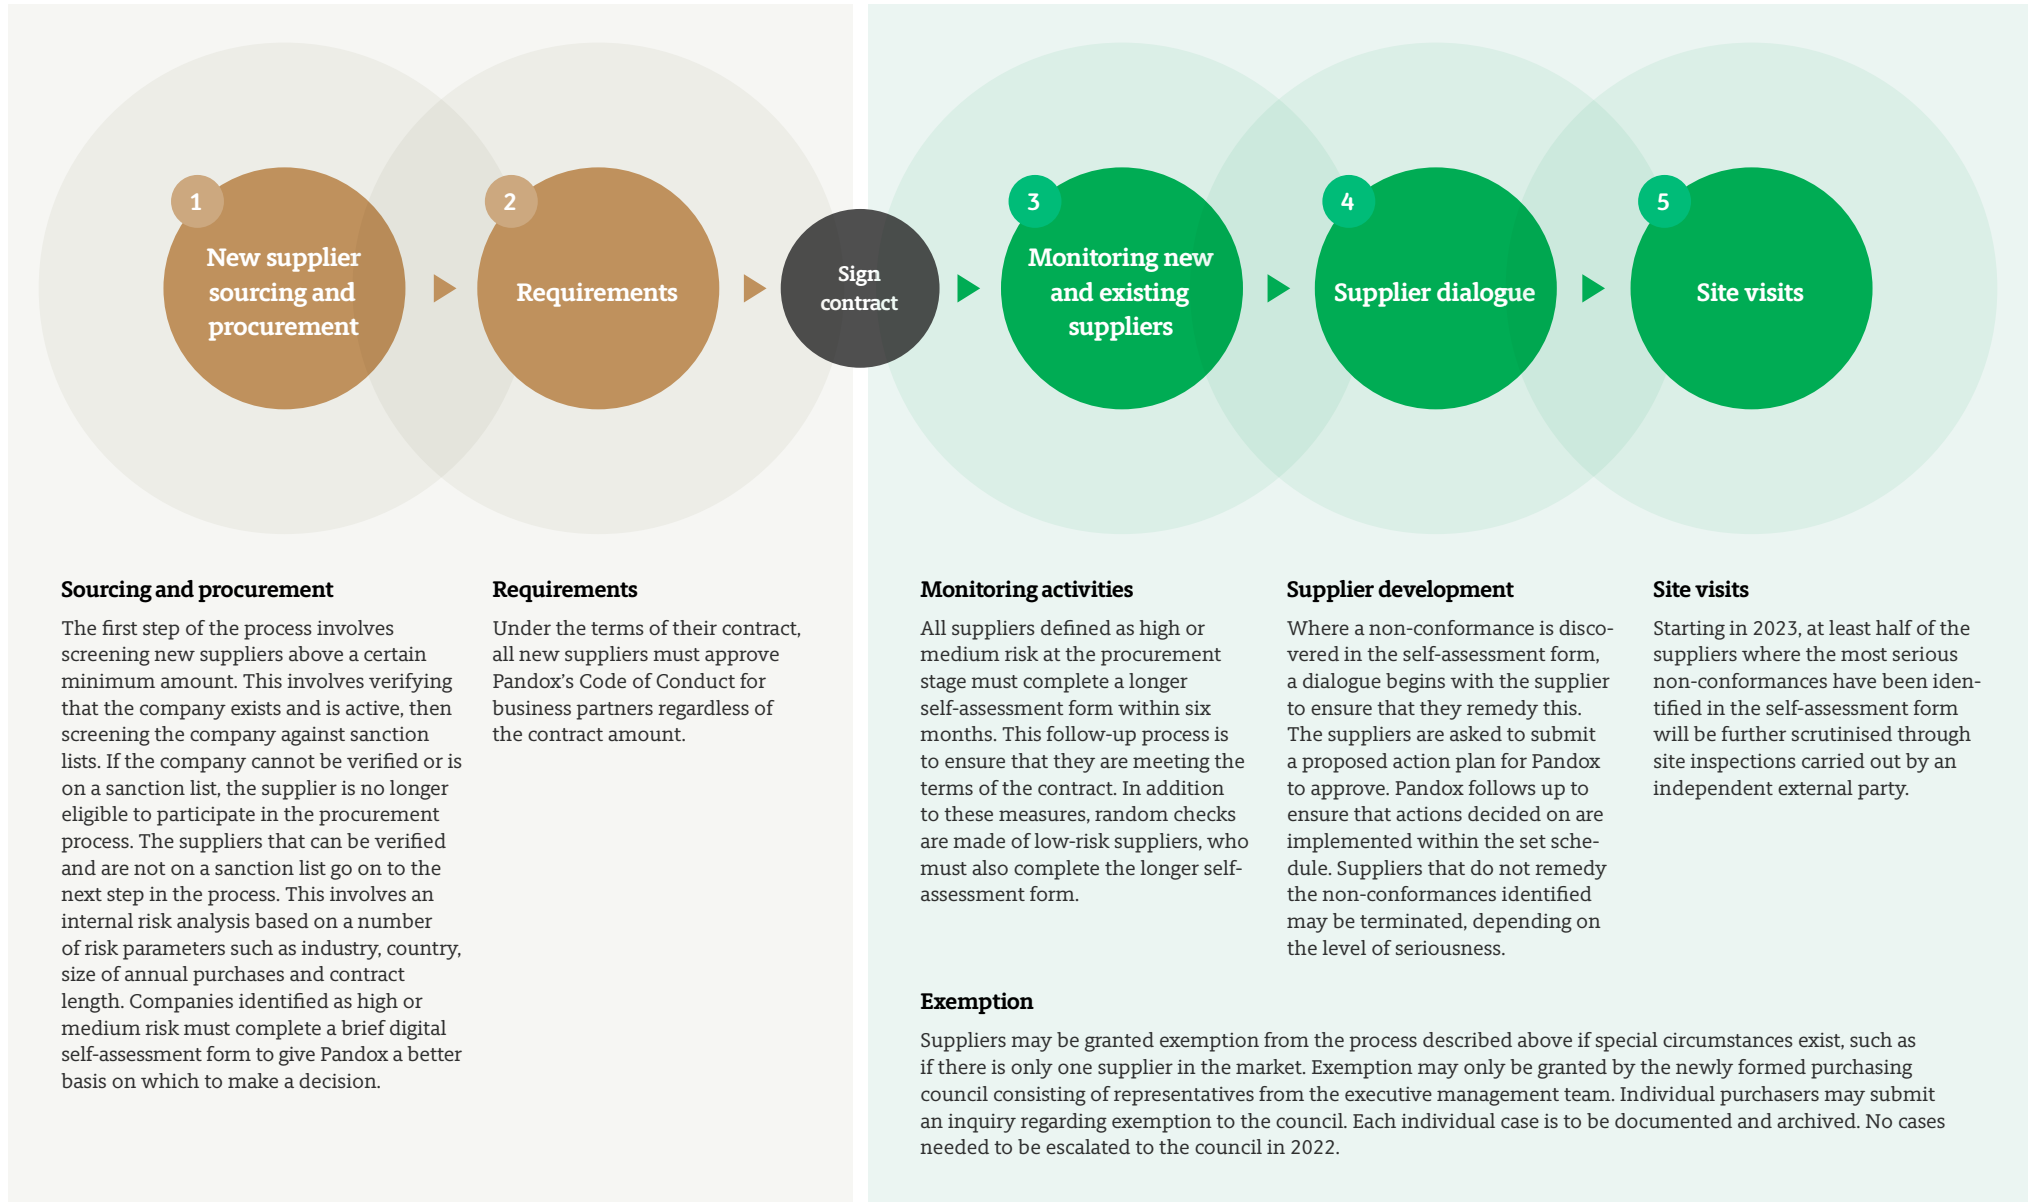 1
New supplier
sourcing and
procurement
2
Requirements
Sign
contract
3
Monitoring new
and existing
suppliers
4
Supplier dialogue
5
Site visits
Sourcing and procurement
The first step of the process involves
screening new suppliers above a certain
minimum amount. This involves verifying
that the company exists and is active, then
screening the company against sanction
lists. If the company cannot be verified or is
on a sanction list, the supplier is no longer
eligible to participate in the procurement
process. The suppliers that can be verified
and are not on a sanction list go on to the
next step in the process. This involves an
internal risk analysis based on a number
of risk parameters such as industry, country,
size of annual purchases and contract
length. Companies identified as high or
medium risk must complete a brief digital
self-assessment form to give Pandox a better
basis on which to make a decision.
Requirements
Under the terms of their contract,
all new suppliers must approve
Pandox's Code of Conduct for
business partners regardless of
the contract amount.
Monitoring activities
All suppliers defined as high or
medium risk at the procurement
stage must complete a longer
self-assessment form within six
months. This follow-up process is
to ensure that they are meeting the
terms of the contract. In addition
to these measures, random checks
are made of low-risk suppliers, who
must also complete the longer self-
assessment form.
Supplier development
Where a non-conformance is disco-
vered in the self-assessment form,
a dialogue begins with the supplier
to ensure that they remedy this.
The suppliers are asked to submit
a proposed action plan for Pandox
to approve. Pandox follows up to
ensure that actions decided on are
implemented within the set sche-
dule. Suppliers that do not remedy
the non-conformances identified
may be terminated, depending on
the level of seriousness.
Site visits
Starting in 2023, at least half of the
suppliers where the most serious
non-conformances have been iden-
tified in the self-assessment form
will be further scrutinised through
site inspections carried out by an
independent external party.
Exemption
Suppliers may be granted exemption from the process described above if special circumstances exist, such as
if there is only one supplier in the market. Exemption may only be granted by the newly formed purchasing
council consisting of representatives from the executive management team. Individual purchasers may submit
an inquiry regarding exemption to the council. Each individual case is to be documented and archived. No cases
needed to be escalated to the council in 2022.